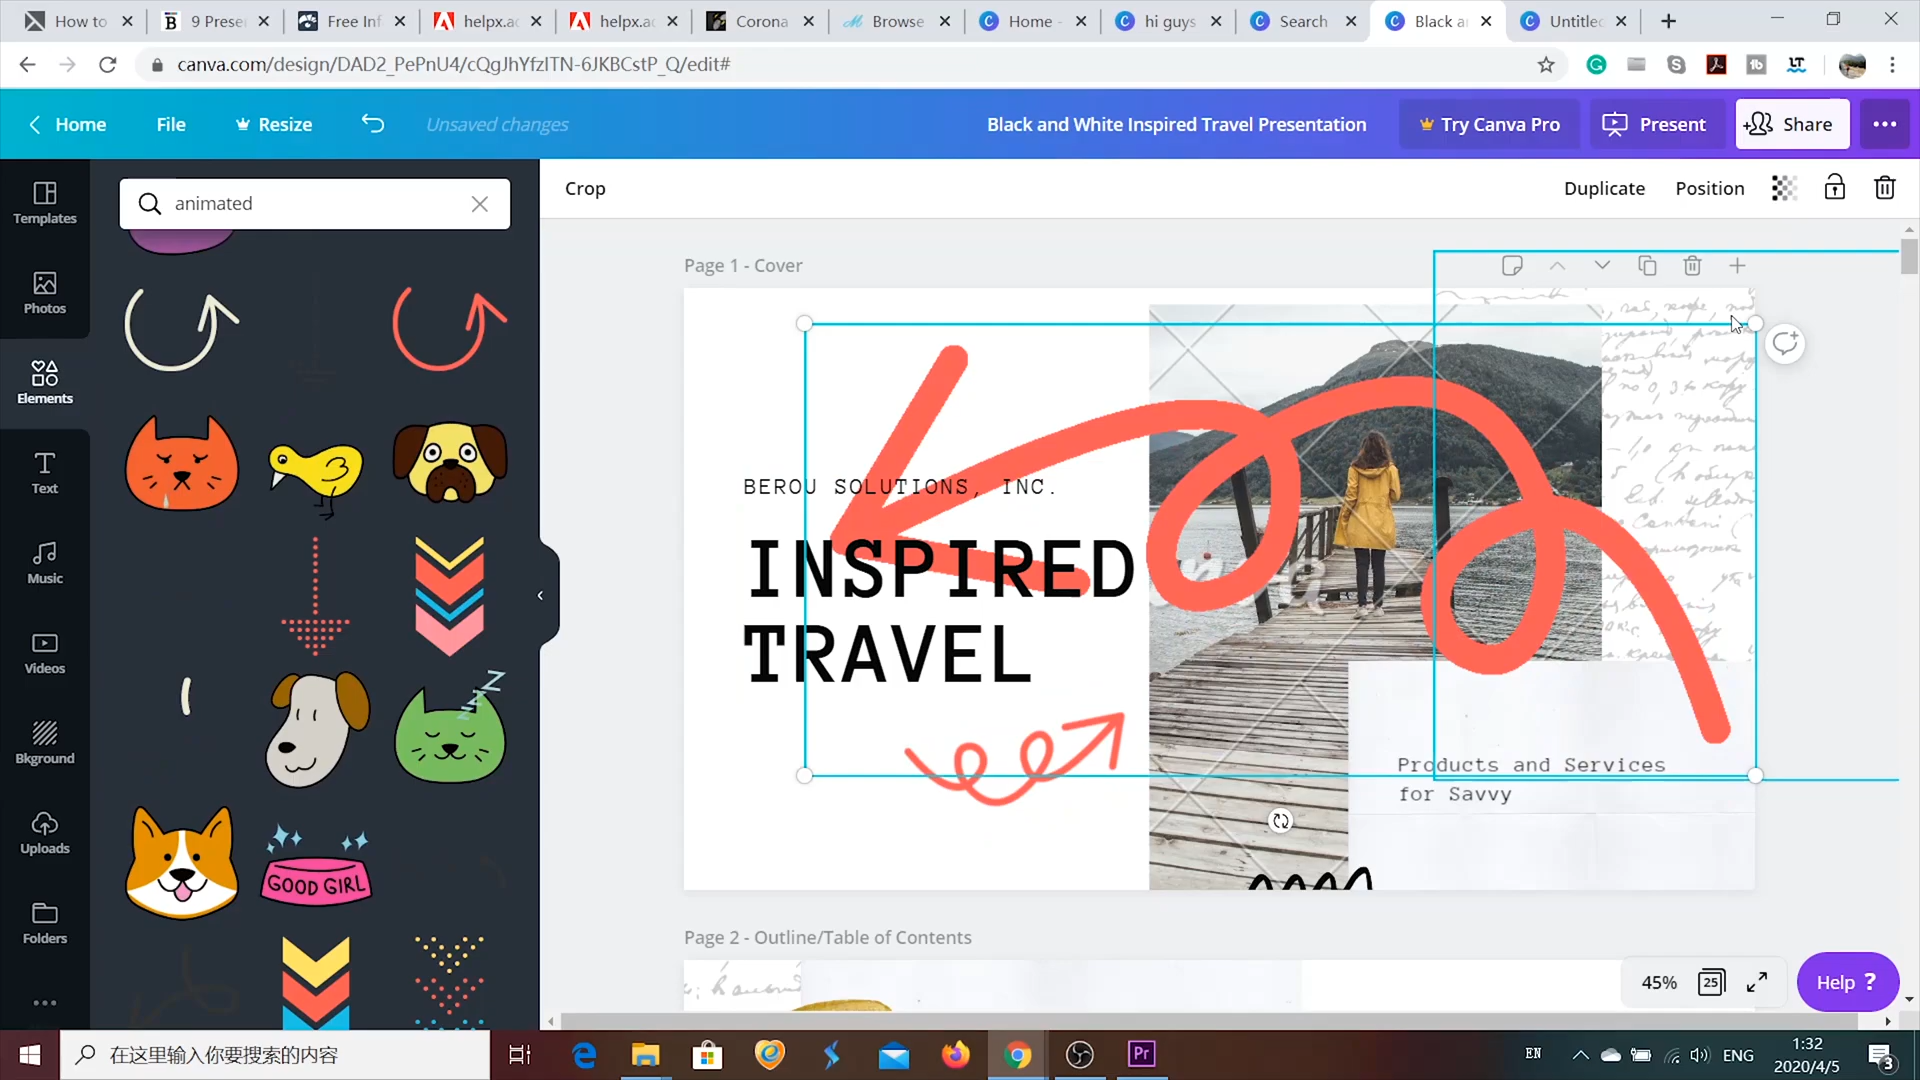 How to
9 Prese
Free Inf
helpx.ac
helpx.ac
Corona
Browse
Home -
hi guys
Search
Black a
Untitle
canva.com/design/DAD2_PePnU4/cQgJhYfzlTN-6JKBCstP_Q/edit#
Home
File
Resize
Unsaved changes
Black and White Inspired Travel Presentation
Try Canva Pro
Present
Share
Templates
Photos
Elements
Text
Music
Videos
Bkground
Uploads
Folders
animated
GOOD GIRL
Crop
Duplicate
Position
Page 1 - Cover
BEROU SOLUTIONS, INC.
INSPIRED
TRAVEL
Products and Services
for Savvy
Page 2 - Outline/Table of Contents
45%
25
Help ?
在这里输入你要搜索的内容
Pr
EN
ENG
1:32
2020/4/5
3